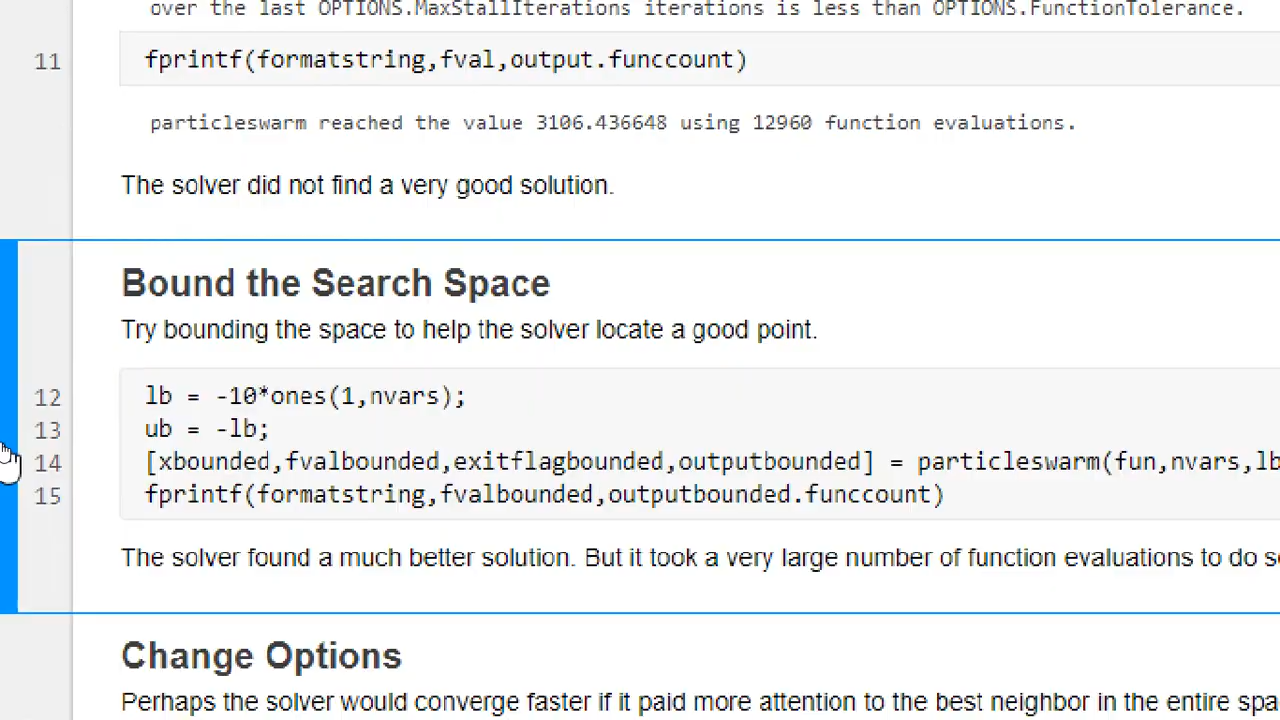 over the last OPTIONS.MaxStallIterations iterations is less than OPTIONS.FunctionTolerance.
11 fprintf(formatstring,fval,output.funccount)
particleswarm reached the value 3106.436648 using 12960 function evaluations.
The solver did not find a very good solution.
Bound the Search Space
Try bounding the space to help the solver locate a good point.
12 lb = -10*ones(1,nvars);
13 ub = -lb;
14 [xbounded,fvalbounded,exitflagbounded,outputbounded] = particleswarm(fun,nvars,lb
15 fprintf(formatstring,fvalbounded,outputbounded.funccount)
The solver found a much better solution. But it took a very large number of function evaluations to do
Change Options
Perhaps the solver would converge faster if it paid more attention to the best neighbor in the entire